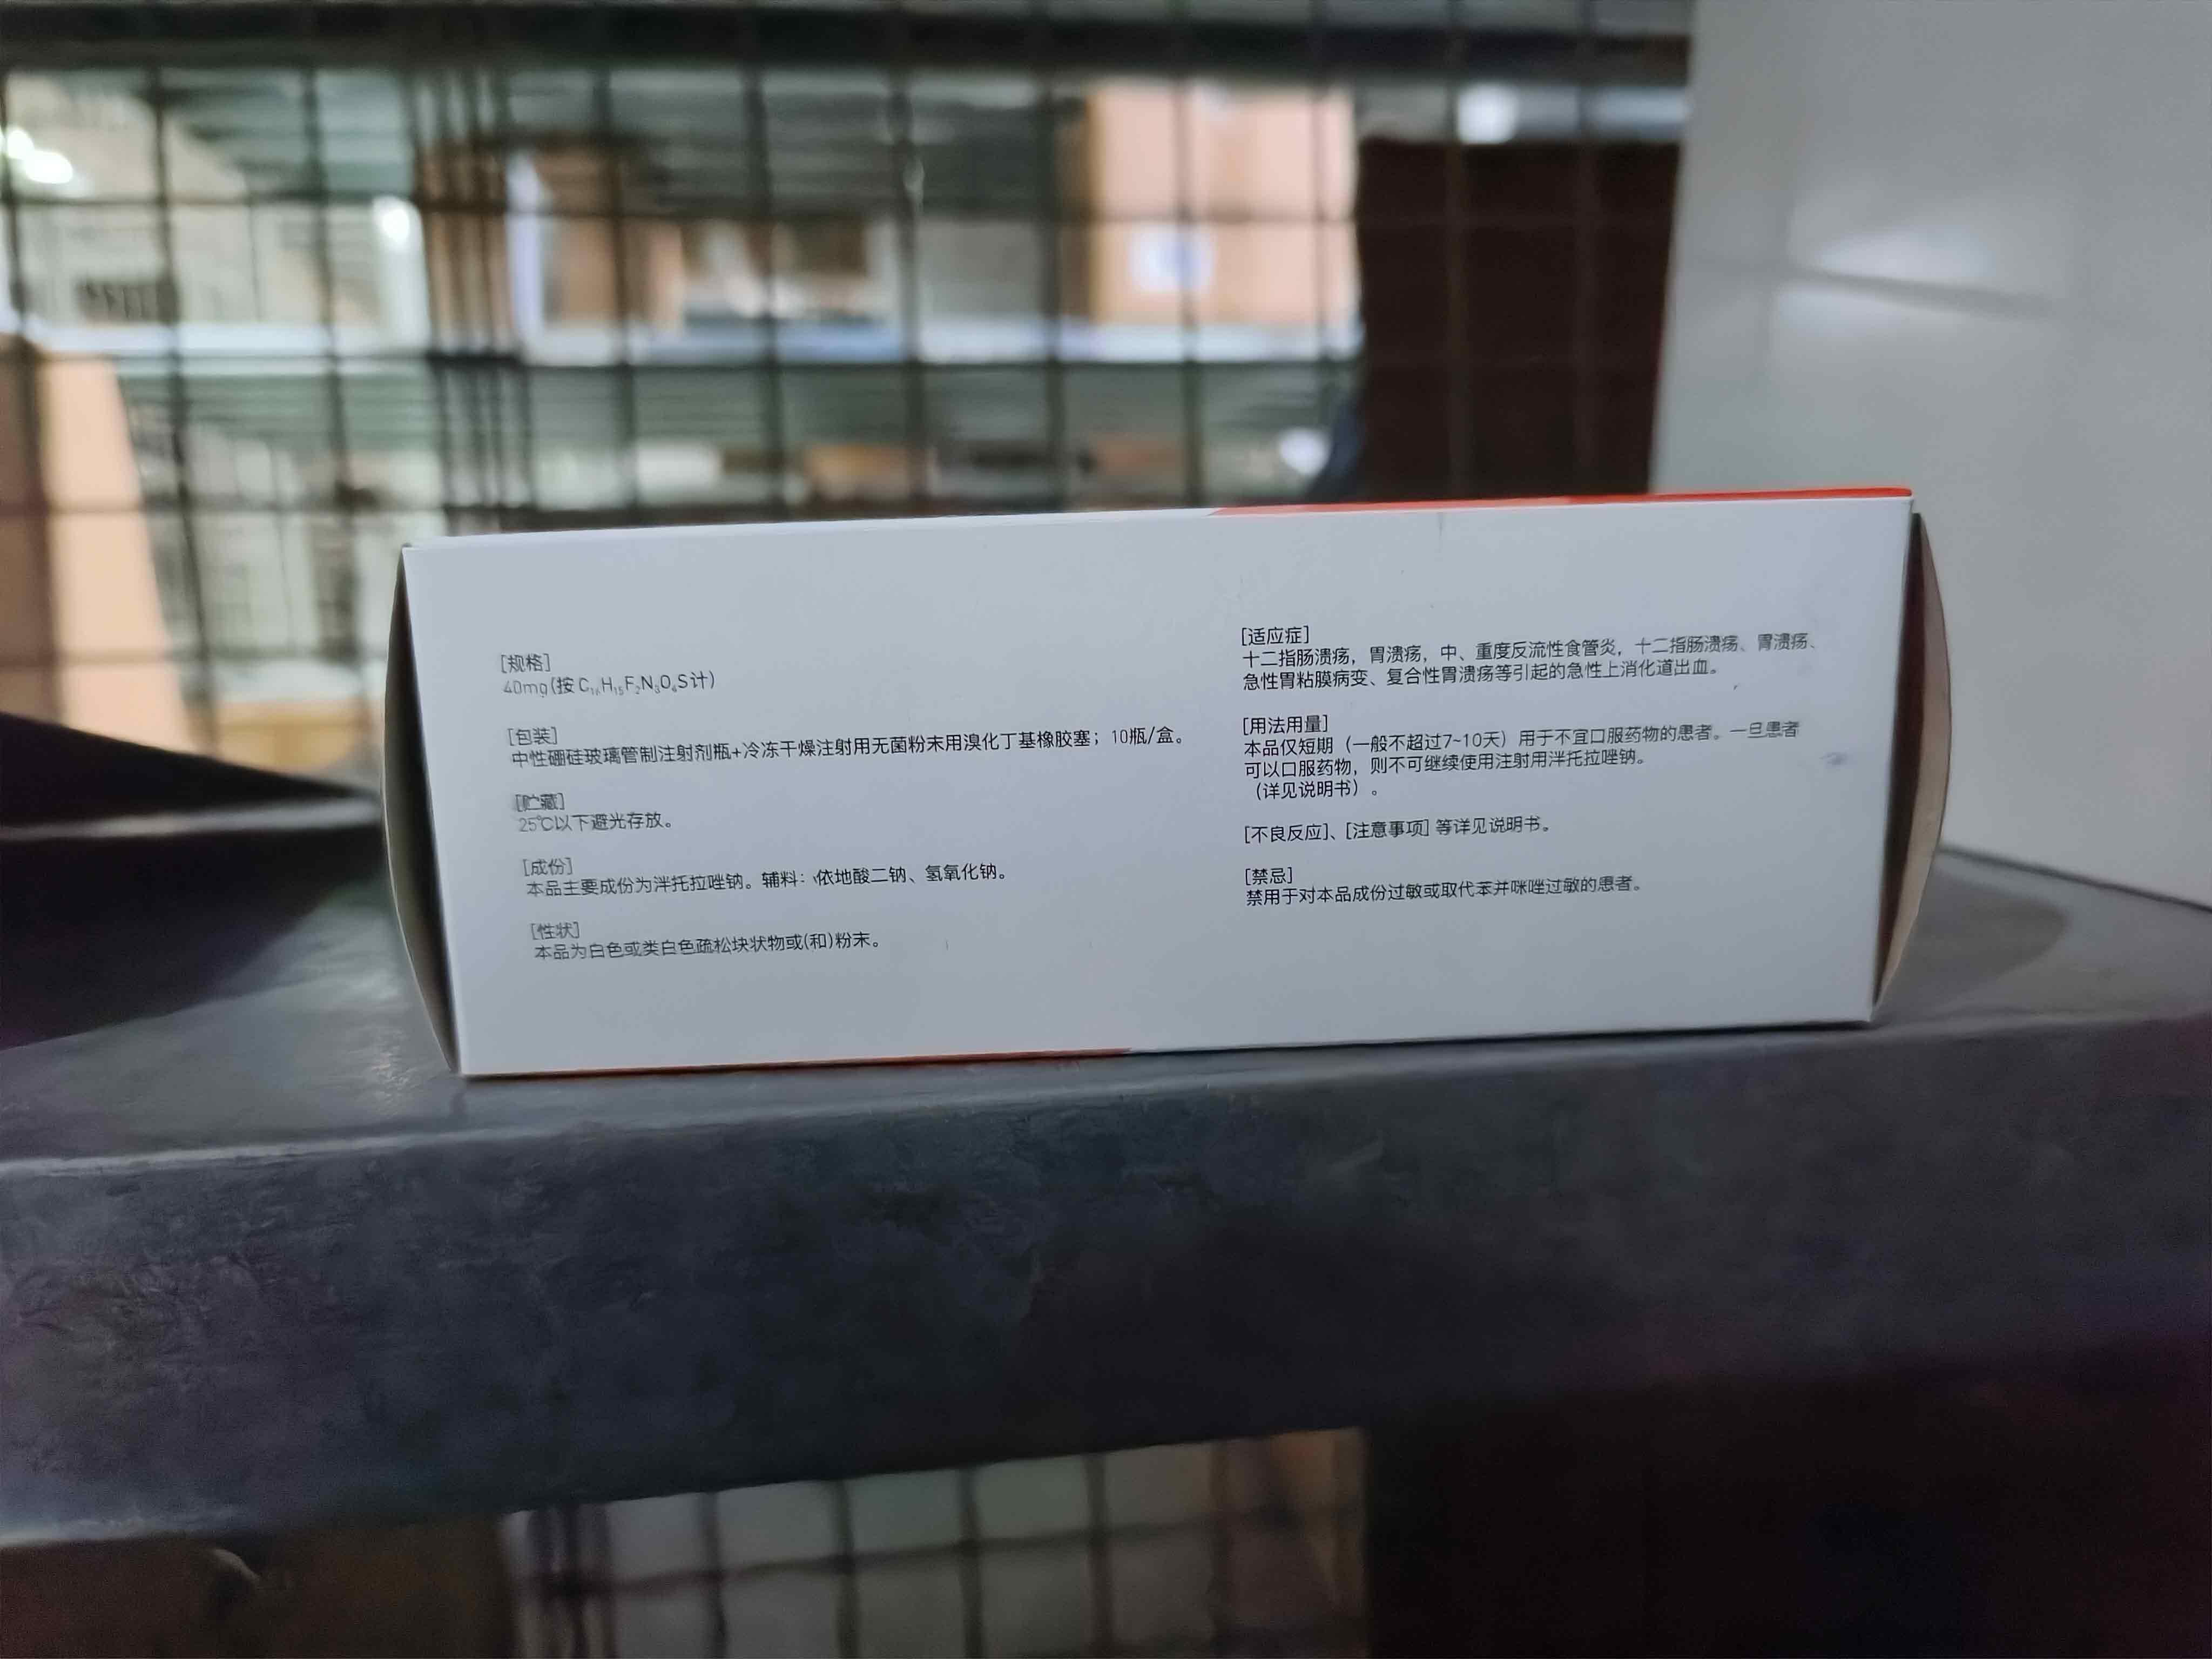 [规格]
40mg(按C₁₆H₁₅F₂N₃O₄S计)
[包装]
中性硼硅玻璃管制注射剂瓶+冷冻干燥注射用无菌粉末用溴化丁基橡胶塞；10瓶/盒。
[贮藏]
25℃以下避光存放。
[成份]
本品主要成份为泮托拉唑钠。辅料：依地酸二钠、氢氧化钠。
[性状]
本品为白色或类白色疏松块状物或(和)粉末。
[适应症]
十二指肠溃疡，胃溃疡，中、重度反流性食管炎，十二指肠溃疡、胃溃疡、
急性胃粘膜病变、复合性胃溃疡等引起的急性上消化道出血。
[用法用量]
本品仅短期（一般不超过7~10天）用于不宜口服药物的患者。一旦患者
可以口服药物，则不可继续使用注射用泮托拉唑钠。
（详见说明书）。
[不良反应]、[注意事项] 等详见说明书。
[禁忌]
禁用于对本品成份过敏或取代苯并咪唑过敏的患者。